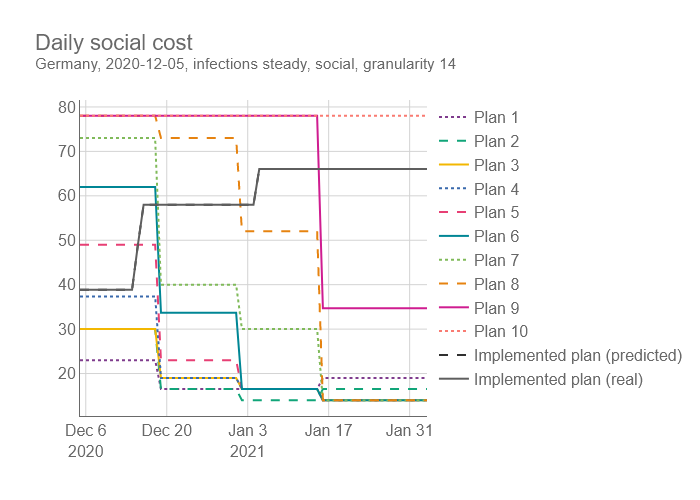 Daily social cost
Germany, 2020-12-05, infections steady, social, granularity 14
80
70
60
50
40
30
20
Dec 6
2020
Dec 20
Jan 3
2021
Jan 17
Jan 31
Plan 1
Plan 2
Plan 3
Plan 4
Plan 5
Plan 6
Plan 7
Plan 8
Plan 9
Plan 10
Implemented plan (predicted)
Implemented plan (real)